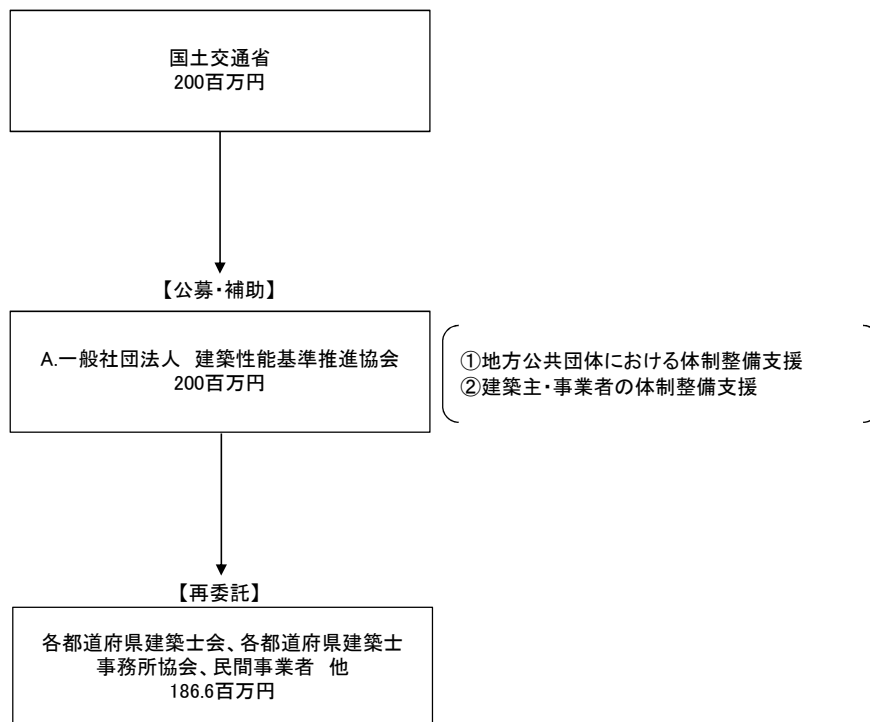 国土交通省
200百万円
【公募・補助】
A.一般社団法人　建築性能基準推進協会
200百万円
①地方公共団体における体制整備支援
②建築主・事業者の体制整備支援
【再委託】
各都道府県建築士会、各都道府県建築士
事務所協会、民間事業者　他
186.6百万円